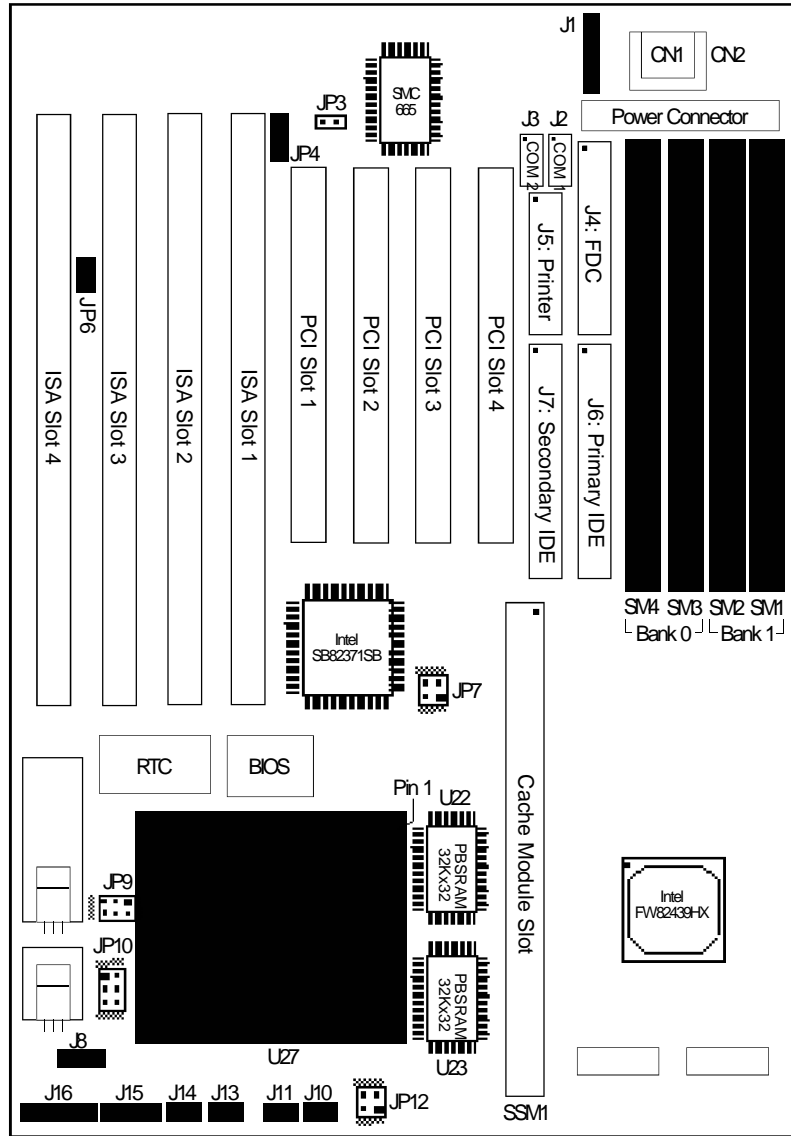 J1
CN1
CN2
SMC
665
JP3
JP4
J3
J2
Power Connector
COM 2
COM 1
J5: Printer
J4: FDC
JP6
ISA Slot 4
ISA Slot 3
ISA Slot 2
ISA Slot 1
PCI Slot 1
PCI Slot 2
PCI Slot 3
PCI Slot 4
J7: Secondary IDE
J6: Primary IDE
SM4
SM3
SM2
SM1
Bank 0
Bank 1
Intel
SB82371SB
JP7
RTC
BIOS
Pin 1
U22
PBSRAM
32Kx32
Cache Module Slot
Intel
FW82439HX
JP9
JP10
PBSRAM
32Kx32
J8
U27
U23
J16
J15
J14
J13
J11
J10
JP12
SSM1